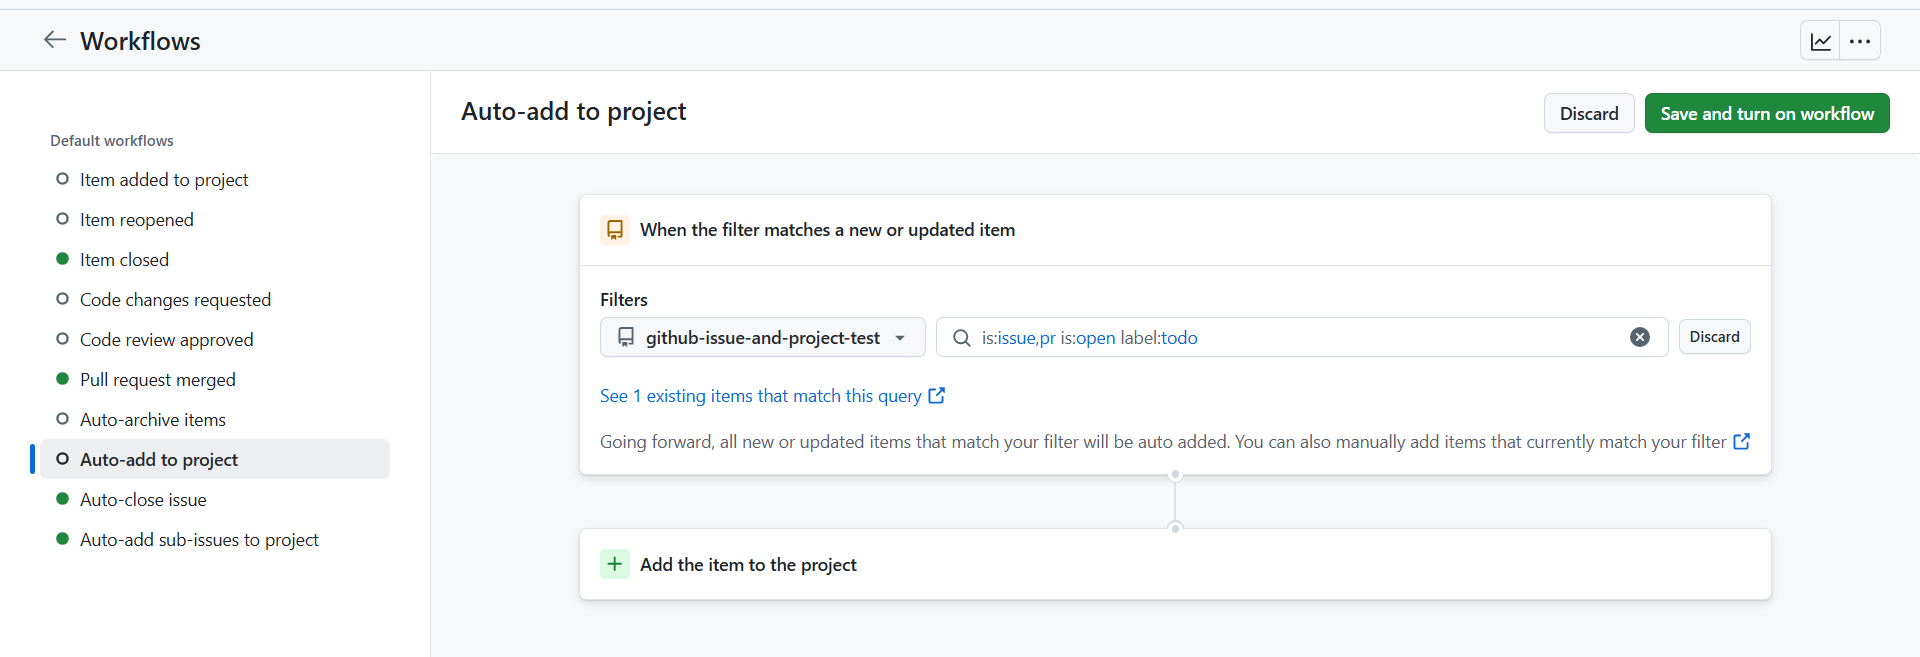 Workflows
Default workflows
Item added to project
Item reopened
Item closed
Code changes requested
Code review approved
Pull request merged
Auto-archive items
Auto-add to project
Auto-close issue
Auto-add sub-issues to project
Auto-add to project
Discard
Save and turn on workflow
When the filter matches a new or updated item
Filters
github-issue-and-project-test
is:issue,pr is:open label:todo
Discard
See 1 existing items that match this query
Going forward, all new or updated items that match your filter will be auto added. You can also manually add items that currently match your filter
Add the item to the project